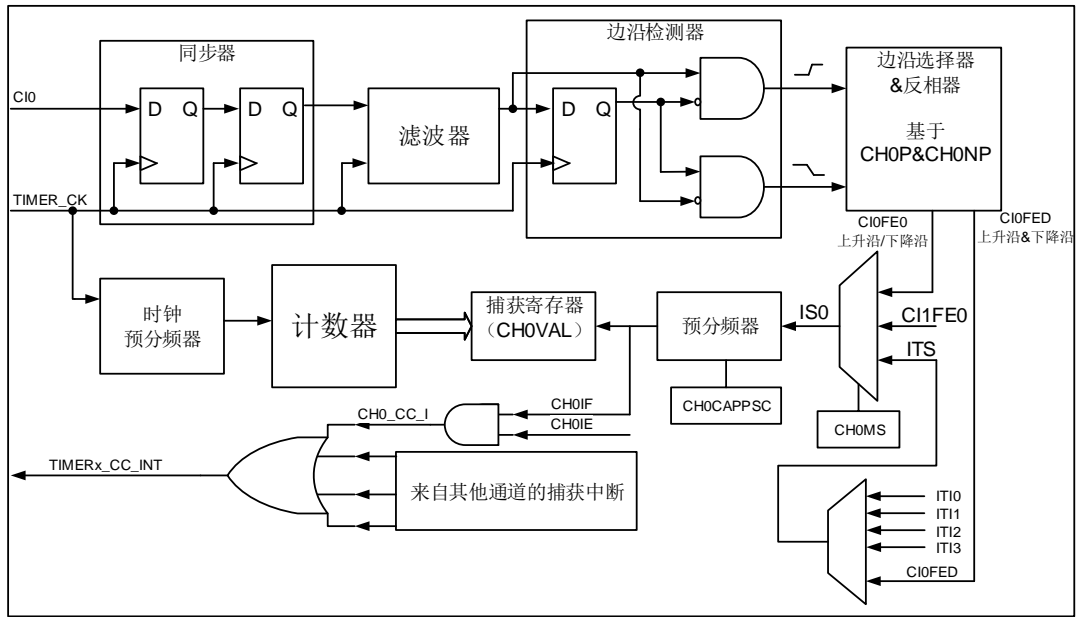 同步器
边沿检测器
CI0
D Q
D Q
滤波器
D Q
边沿选择器
&反相器
基于
CH0P&CH0NP
TIMER_CK
CI0FE0
上升沿/下降沿
CI0FED
上升沿&下降沿
时钟
预分频器
计数器
捕获寄存器
(CH0VAL)
预分频器
IS0
CI1FE0
ITS
CH0CAPPSC
CH0MS
CH0_CC_I
CH0IF
CH0IE
TIMERx_CC_INT
来自其他通道的捕获中断
ITI0
ITI1
ITI2
ITI3
CI0FED